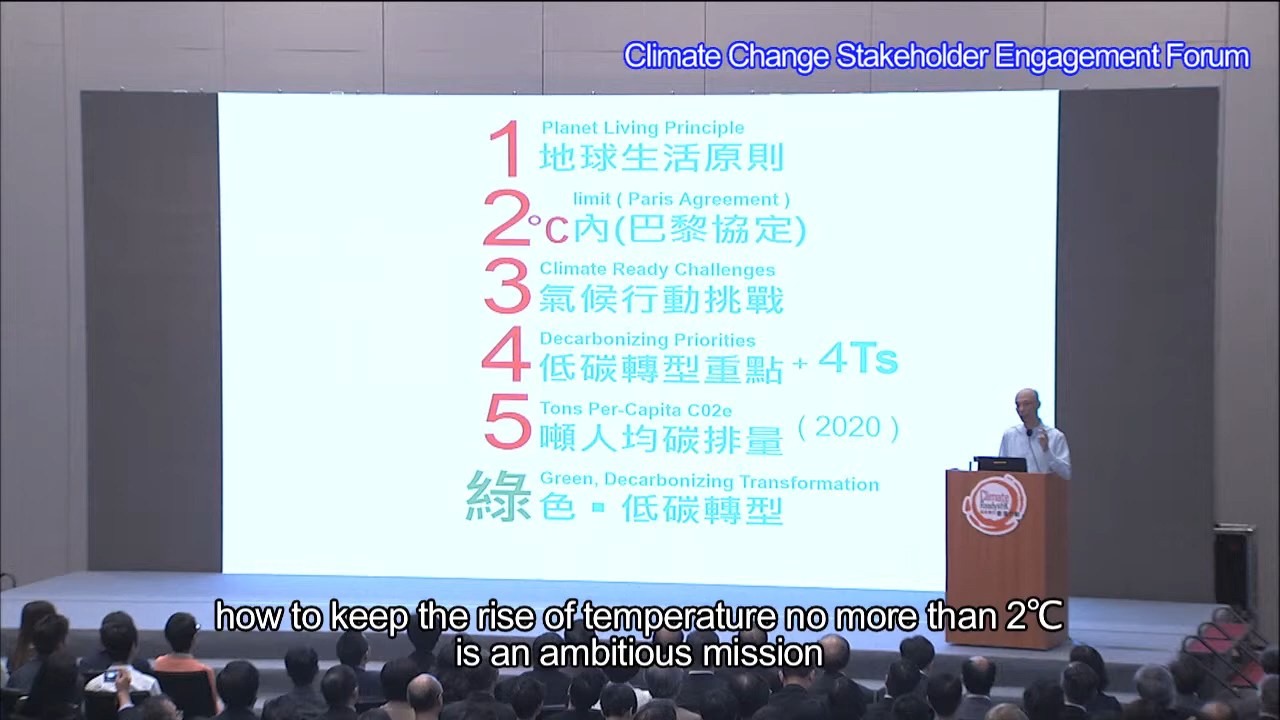 Climate Change Stakeholder Engagement Forum
1 Planet Living Principle
地球生活原則
2°C limit ( Paris Agreement )
內(巴黎協定)
3 Climate Ready Challenges
氣候行動挑戰
4 Decarbonizing Priorities
低碳轉型重點 + 4Ts
5 Tons Per-Capita C02e
噸人均碳排量 ( 2020 )
Green, Decarbonizing Transformation
綠色▪低碳轉型
Climate
how to keep the rise of temperature no more than 2℃
is an ambitious mission